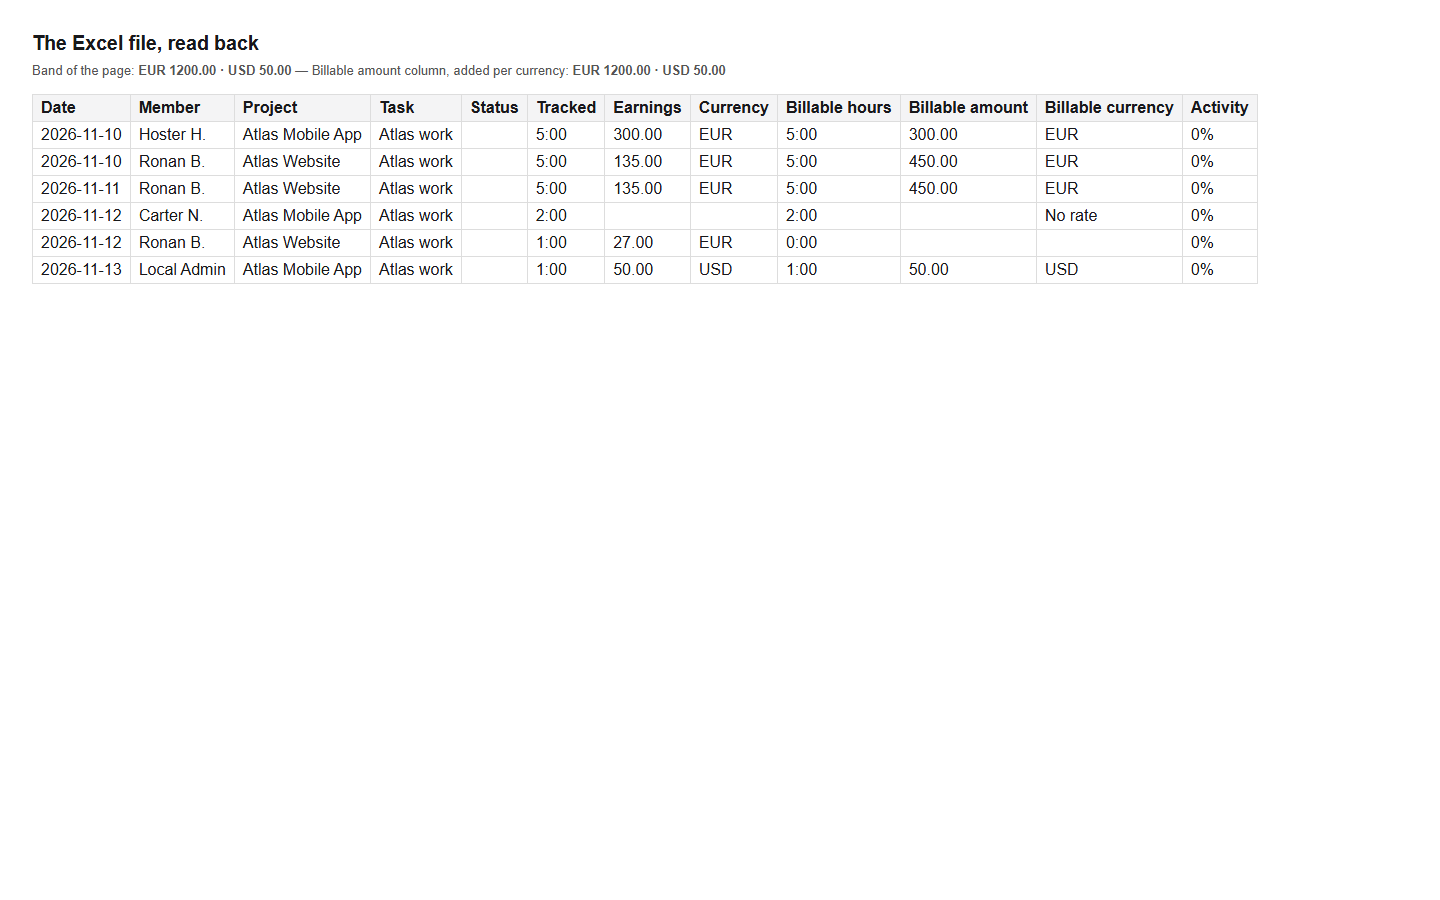 The Excel file, read back
Band of the page: EUR 1200.00 · USD 50.00 — Billable amount column, added per currency: EUR 1200.00 · USD 50.00
Date Member Project Task Status Tracked Earnings Currency Billable hours Billable amount Billable currency Activity
2026-11-10 Hoster H. Atlas Mobile App Atlas work 5:00 300.00 EUR 5:00 300.00 EUR 0%
2026-11-10 Ronan B. Atlas Website Atlas work 5:00 135.00 EUR 5:00 450.00 EUR 0%
2026-11-11 Ronan B. Atlas Website Atlas work 5:00 135.00 EUR 5:00 450.00 EUR 0%
2026-11-12 Carter N. Atlas Mobile App Atlas work 2:00 2:00 No rate 0%
2026-11-12 Ronan B. Atlas Website Atlas work 1:00 27.00 EUR 0:00 0%
2026-11-13 Local Admin Atlas Mobile App Atlas work 1:00 50.00 USD 1:00 50.00 USD 0%